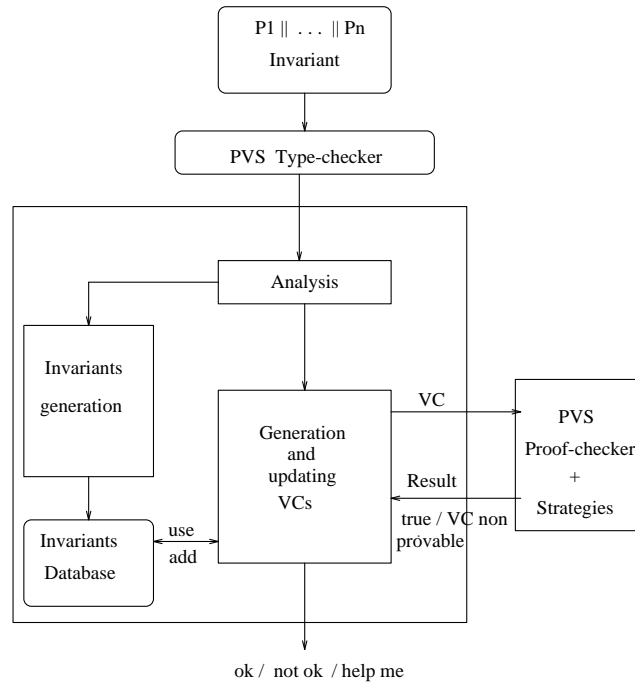 P1 || . . . || Pn
Invariant
PVS Type-checker
Analysis
Invariants
generation
Generation
and
updating
VCs
VC
PVS
Proof-checker
+
Strategies
Result
true / VC non
provable
Invariants
Database
use
add
ok / not ok / help me